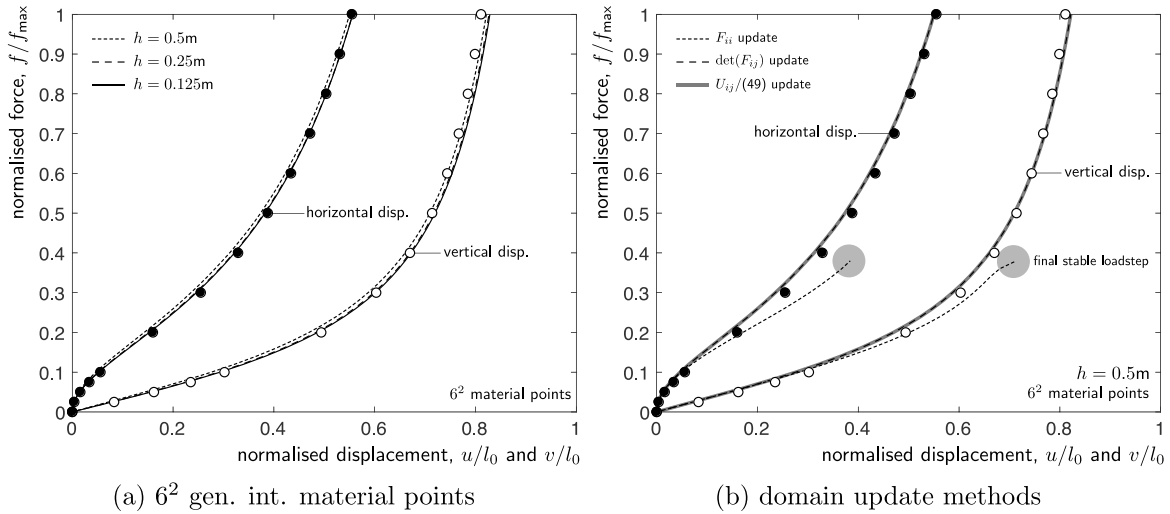 normalised force, f/f_max
1
0.9
0.8
0.7
0.6
0.5
0.4
0.3
0.2
0.1
0
h = 0.5m
h = 0.25m
h = 0.125m
horizontal disp.
vertical disp.
6² material points
0 0.2 0.4 0.6 0.8 1
normalised displacement, u/l₀ and v/l₀
(a) 6² gen. int. material points
normalised force, f/f_max
1
0.9
0.8
0.7
0.6
0.5
0.4
0.3
0.2
0.1
0
F_ii update
det(F_ij) update
U_ij/(49) update
horizontal disp.
vertical disp.
final stable loadstep
h = 0.5m
6² material points
0 0.2 0.4 0.6 0.8 1
normalised displacement, u/l₀ and v/l₀
(b) domain update methods